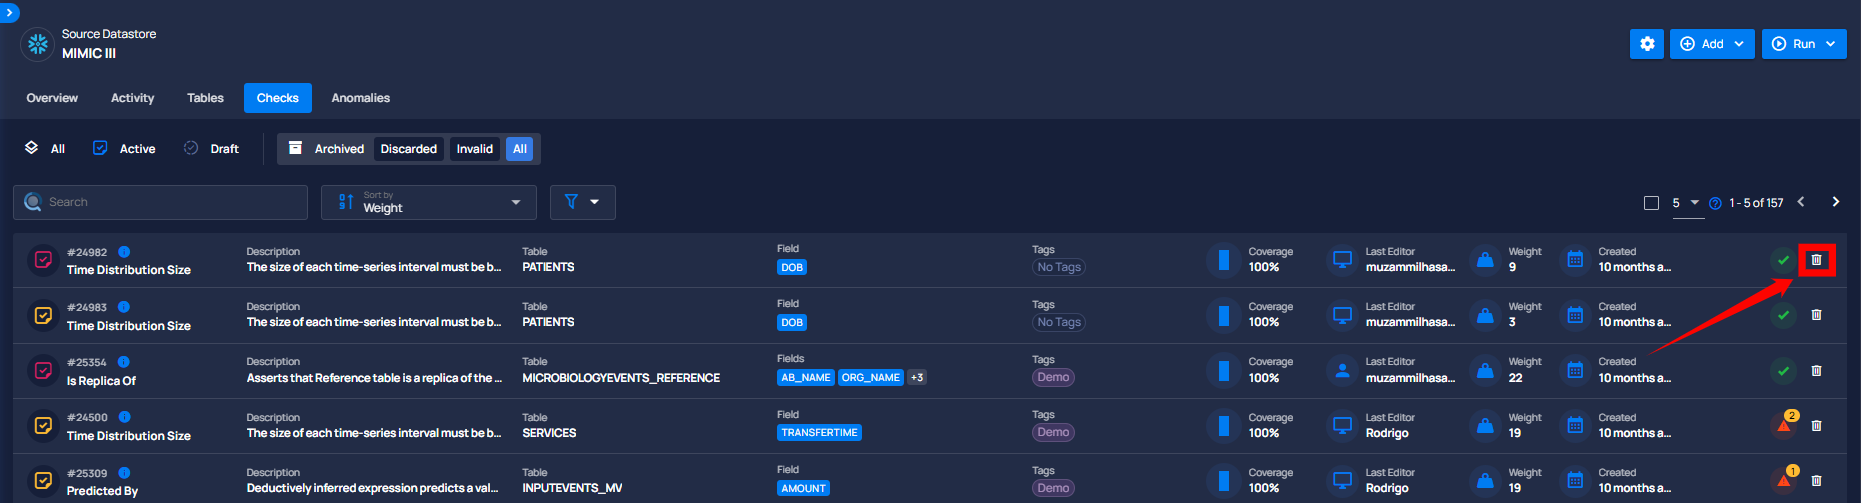 Source Datastore
MIMIC III
Add
Run
Overview Activity Tables Checks Anomalies
All Active Draft Archived Discarded Invalid All
Search
Sort by
Weight
5 1 - 5 of 157
#24982 Description Table Field Tags Coverage Last Editor Weight Created
Time Distribution Size The size of each time-series interval must be b... PATIENTS DOB No Tags 100% muzammilhasa... 9 10 months a...
#24983 Description Table Field Tags Coverage Last Editor Weight Created
Time Distribution Size The size of each time-series interval must be b... PATIENTS DOB No Tags 100% muzammilhasa... 3 10 months a...
#25354 Description Table Fields Tags Coverage Last Editor Weight Created
Is Replica Of Asserts that Reference table is a replica of the ... MICROBIOLOGYEVENTS_REFERENCE AB_NAME ORG_NAME +3 Demo 100% muzammilhasa... 22 10 months a...
#24500 Description Table Field Tags Coverage Last Editor Weight Created 2
Time Distribution Size The size of each time-series interval must be b... SERVICES TRANSFERTIME Demo 100% Rodrigo 19 10 months a...
#25309 Description Table Field Tags Coverage Last Editor Weight Created 1
Predicted By Deductively inferred expression predicts a val... INPUTEVENTS_MV AMOUNT Demo 100% Rodrigo 19 10 months a...